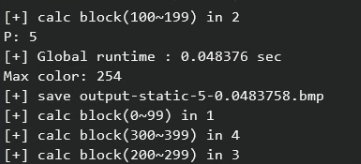 [+] calc block(100~199) in 2
P: 5
[+] Global runtime : 0.048376 sec
Max color: 254
[+] save output-static-5-0.0483758.bmp
[+] calc block(0~99) in 1
[+] calc block(300~399) in 4
[+] calc block(200~299) in 3